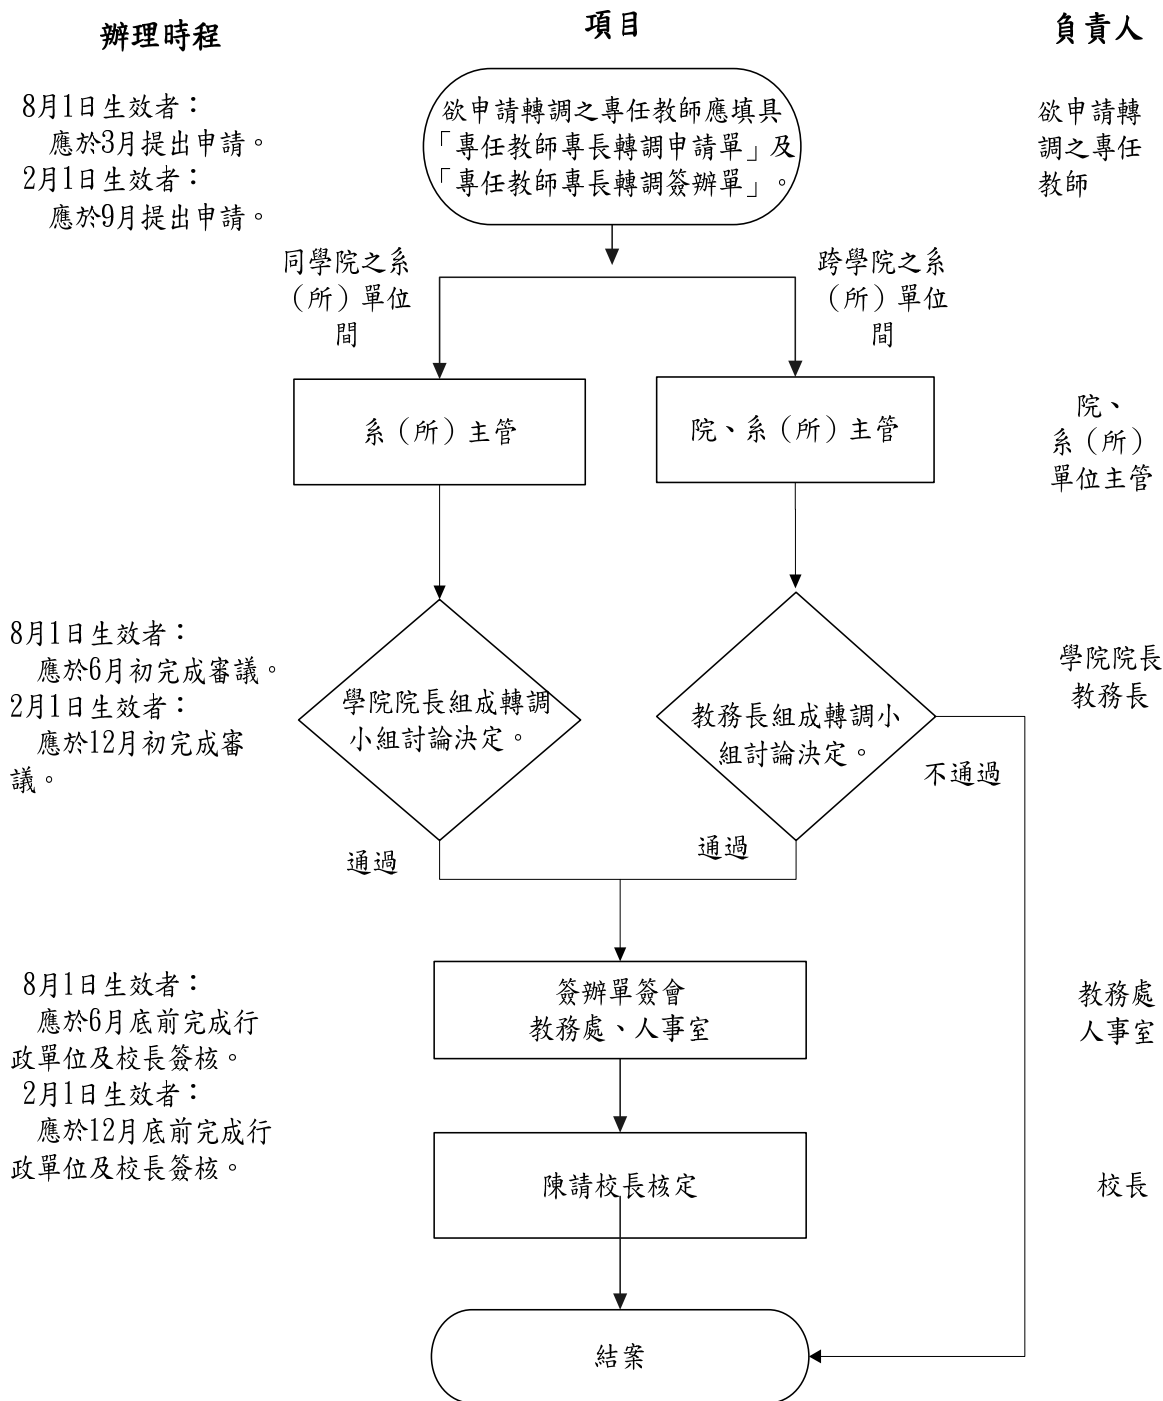 辦理時程
項目
負責人
8月1日生效者：
應於3月提出申請。
2月1日生效者：
應於9月提出申請。
欲申請轉調之專任教師應填具
「專任教師專長轉調申請單」及
「專任教師專長轉調簽辦單」。
欲申請轉
調之專任
教師
同學院之系
（所）單位
間
跨學院之系
（所）單位
間
系（所）主管
院、系（所）主管
院、
系（所）
單位主管
8月1日生效者：
應於6月初完成審議。
2月1日生效者：
應於12月初完成審
議。
學院院長組成轉調
小組討論決定。
教務長組成轉調小
組討論決定。
學院院長
教務長
不通過
通過
通過
8月1日生效者：
應於6月底前完成行
政單位及校長簽核。
2月1日生效者：
應於12月底前完成行
政單位及校長簽核。
簽辦單簽會
教務處、人事室
教務處
人事室
陳請校長核定
校長
結案